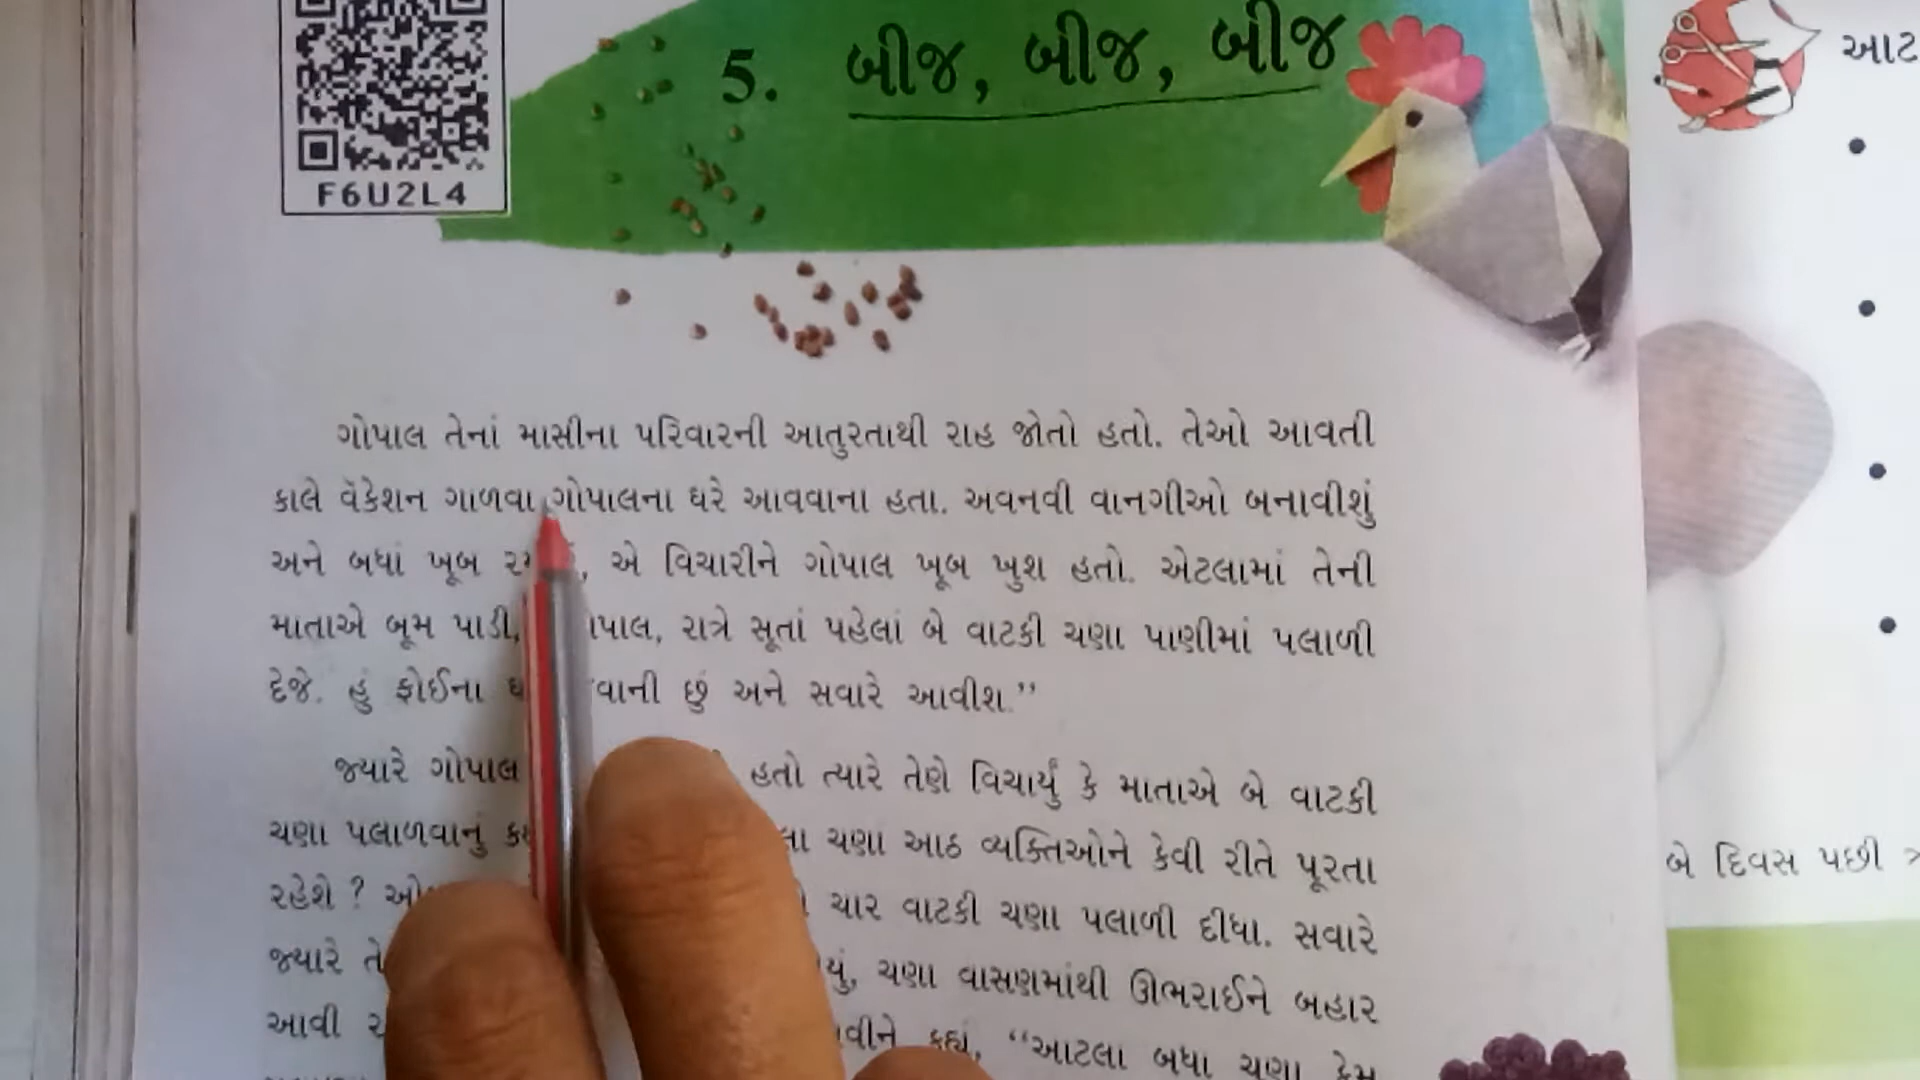 F6U2L4
5. બીજ, બીજ, બીજ
ગોપાલ તેનાં માસીના પરિવારની આતુરતાથી રાહ જોતો હતો. તેઓ આવતી
કાલે વૅકેશન ગાળવા ગોપાલના ઘરે આવવાના હતા. અવનવી વાનગીઓ બનાવીશું
અને બધાં ખૂબ એ વિચારીને ગોપાલ ખૂબ ખુશ હતો. એટલામાં તેની
માતાએ બૂમ પાડી, રાત્રે સૂતાં પહેલાં બે વાટકી ચણા પાણીમાં પલાળી
દેજે. હું ફોઈના છું અને સવારે આવીશ.”
જ્યારે ગોપાલ હતો ત્યારે તેણે વિચાર્યું કે માતાએ બે વાટકી
ચણા પલાળવાનું ચણા આઠ વ્યક્તિઓને કેવી રીતે પૂરતા
રહેશે ? ચાર વાટકી ચણા પલાળી દીધા. સવારે
જ્યારે ચણા વાસણમાંથી ઊભરાઈને બહાર
આવી કહ્યું, “આટલા બધા ચણા કેમ
આટ
બે દિવસ પછી